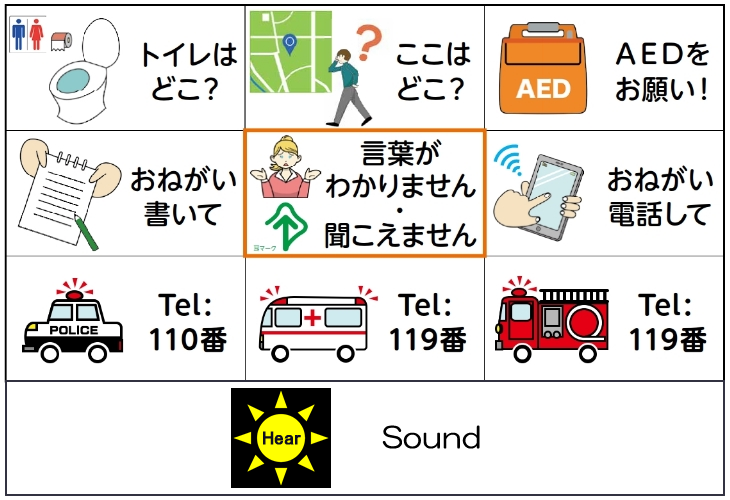 トイレは
どこ？
ここは
どこ？
ＡＥＤを
お願い！
AED
おねがい
書いて
言葉が
わかりません
・
聞こえません
耳マーク
おねがい
電話して
POLICE
Tel:
110番
Tel:
119番
Tel:
119番
Hear
Sound